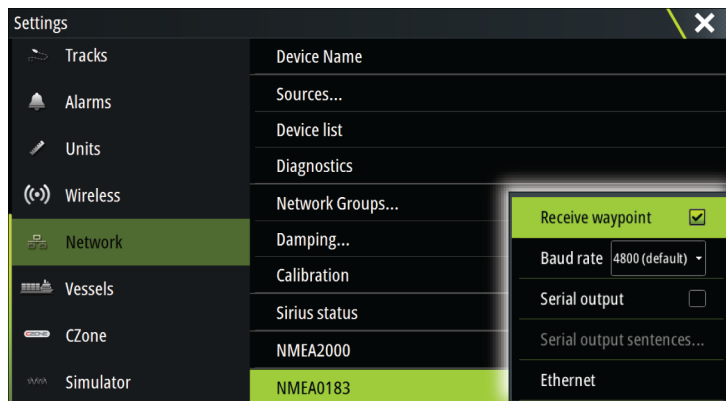 Settings
Tracks
Alarms
Units
Wireless
Network
Vessels
CZONE
CZone
Simulator
Device Name
Sources...
Device list
Diagnostics
Network Groups...
Damping...
Calibration
Sirius status
NMEA2000
NMEA0183
Receive waypoint
Baud rate 4800 (default)
Serial output
Serial output sentences...
Ethernet